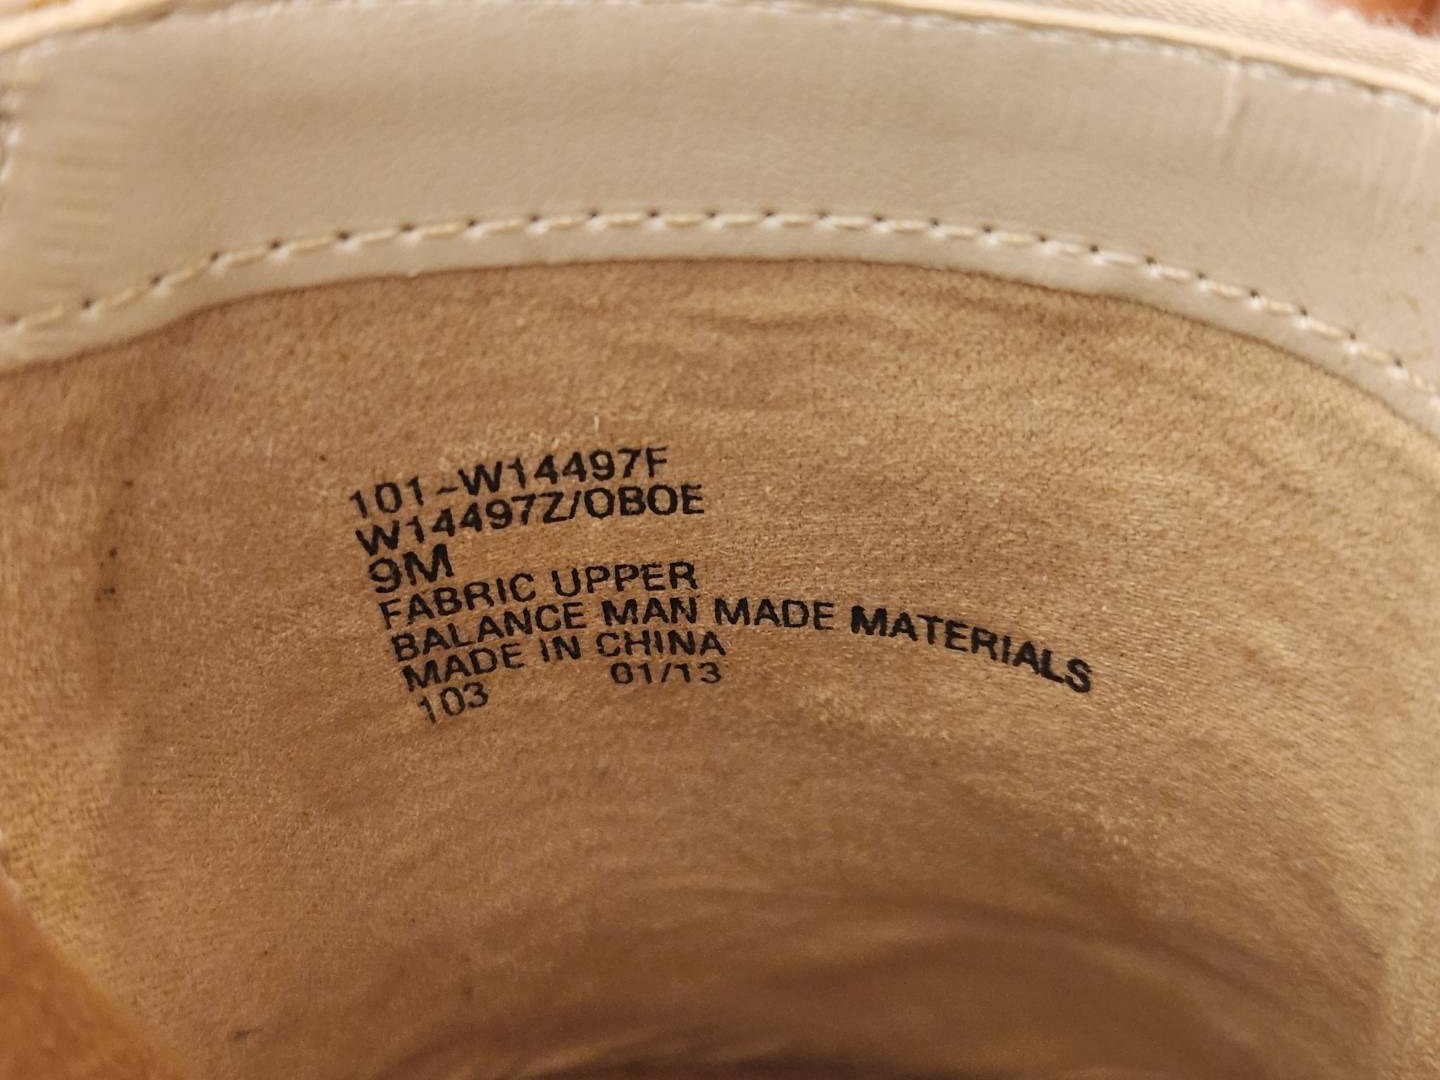 101-W14497F
W14497Z/OBOE
9M
FABRIC UPPER
BALANCE MAN MADE MATERIALS
MADE IN CHINA
103 01/13